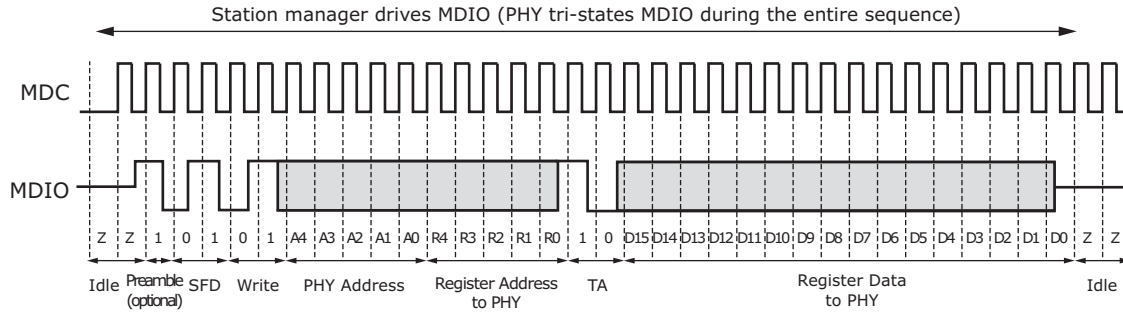 Station manager drives MDIO (PHY tri-states MDIO during the entire sequence)
MDC
MDIO
Z Z 1 0 1 0 1 A4 A3 A2 A1 A0 R4 R3 R2 R1 R0 1 0 D15 D14 D13 D12 D11 D10 D9 D8 D7 D6 D5 D4 D3 D2 D1 D0 Z Z
Idle Preamble (optional) SFD Write PHY Address Register Address to PHY TA Register Data to PHY Idle